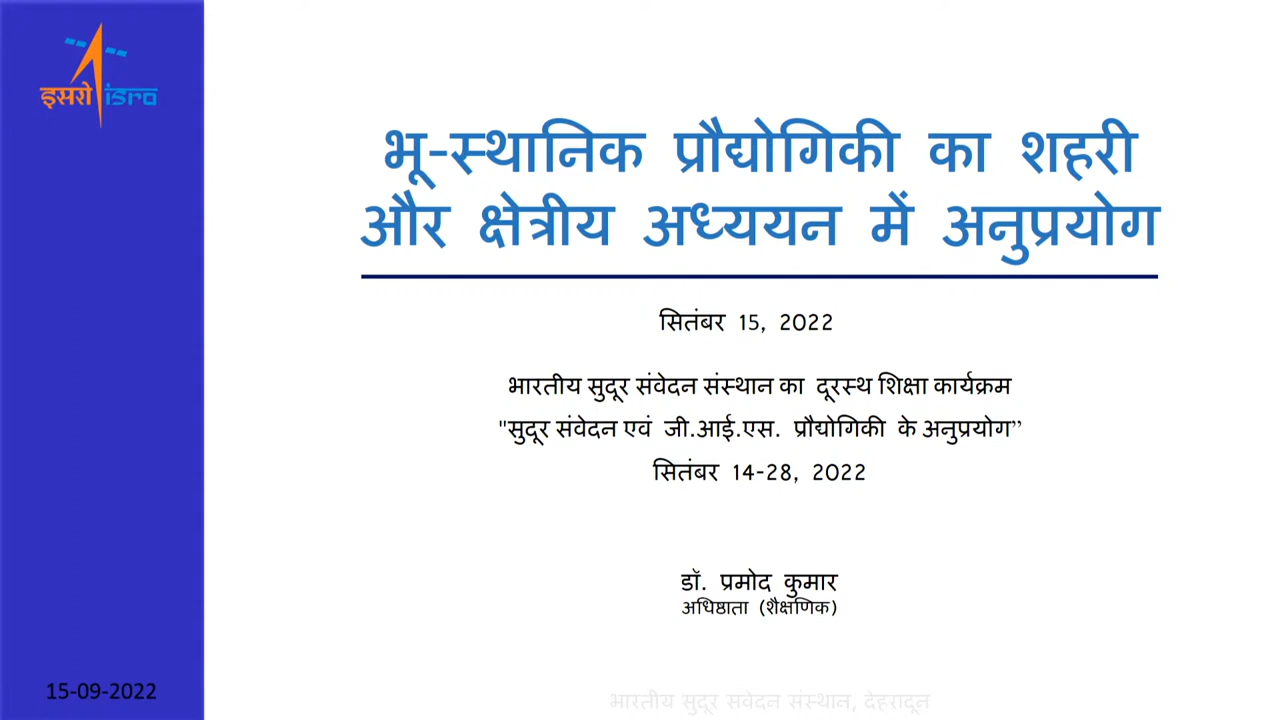 इसरो isro
भू-स्थानिक प्रौद्योगिकी का शहरी
और क्षेत्रीय अध्ययन में अनुप्रयोग
सितंबर 15, 2022
भारतीय सुदूर संवेदन संस्थान का दूरस्थ शिक्षा कार्यक्रम
"सुदूर संवेदन एवं जी.आई.एस. प्रौद्योगिकी के अनुप्रयोग”
सितंबर 14-28, 2022
डॉ. प्रमोद कुमार
अधिष्ठाता (शैक्षणिक)
15-09-2022
भारतीय सुदूर सवेदन संस्थान, देहरादून